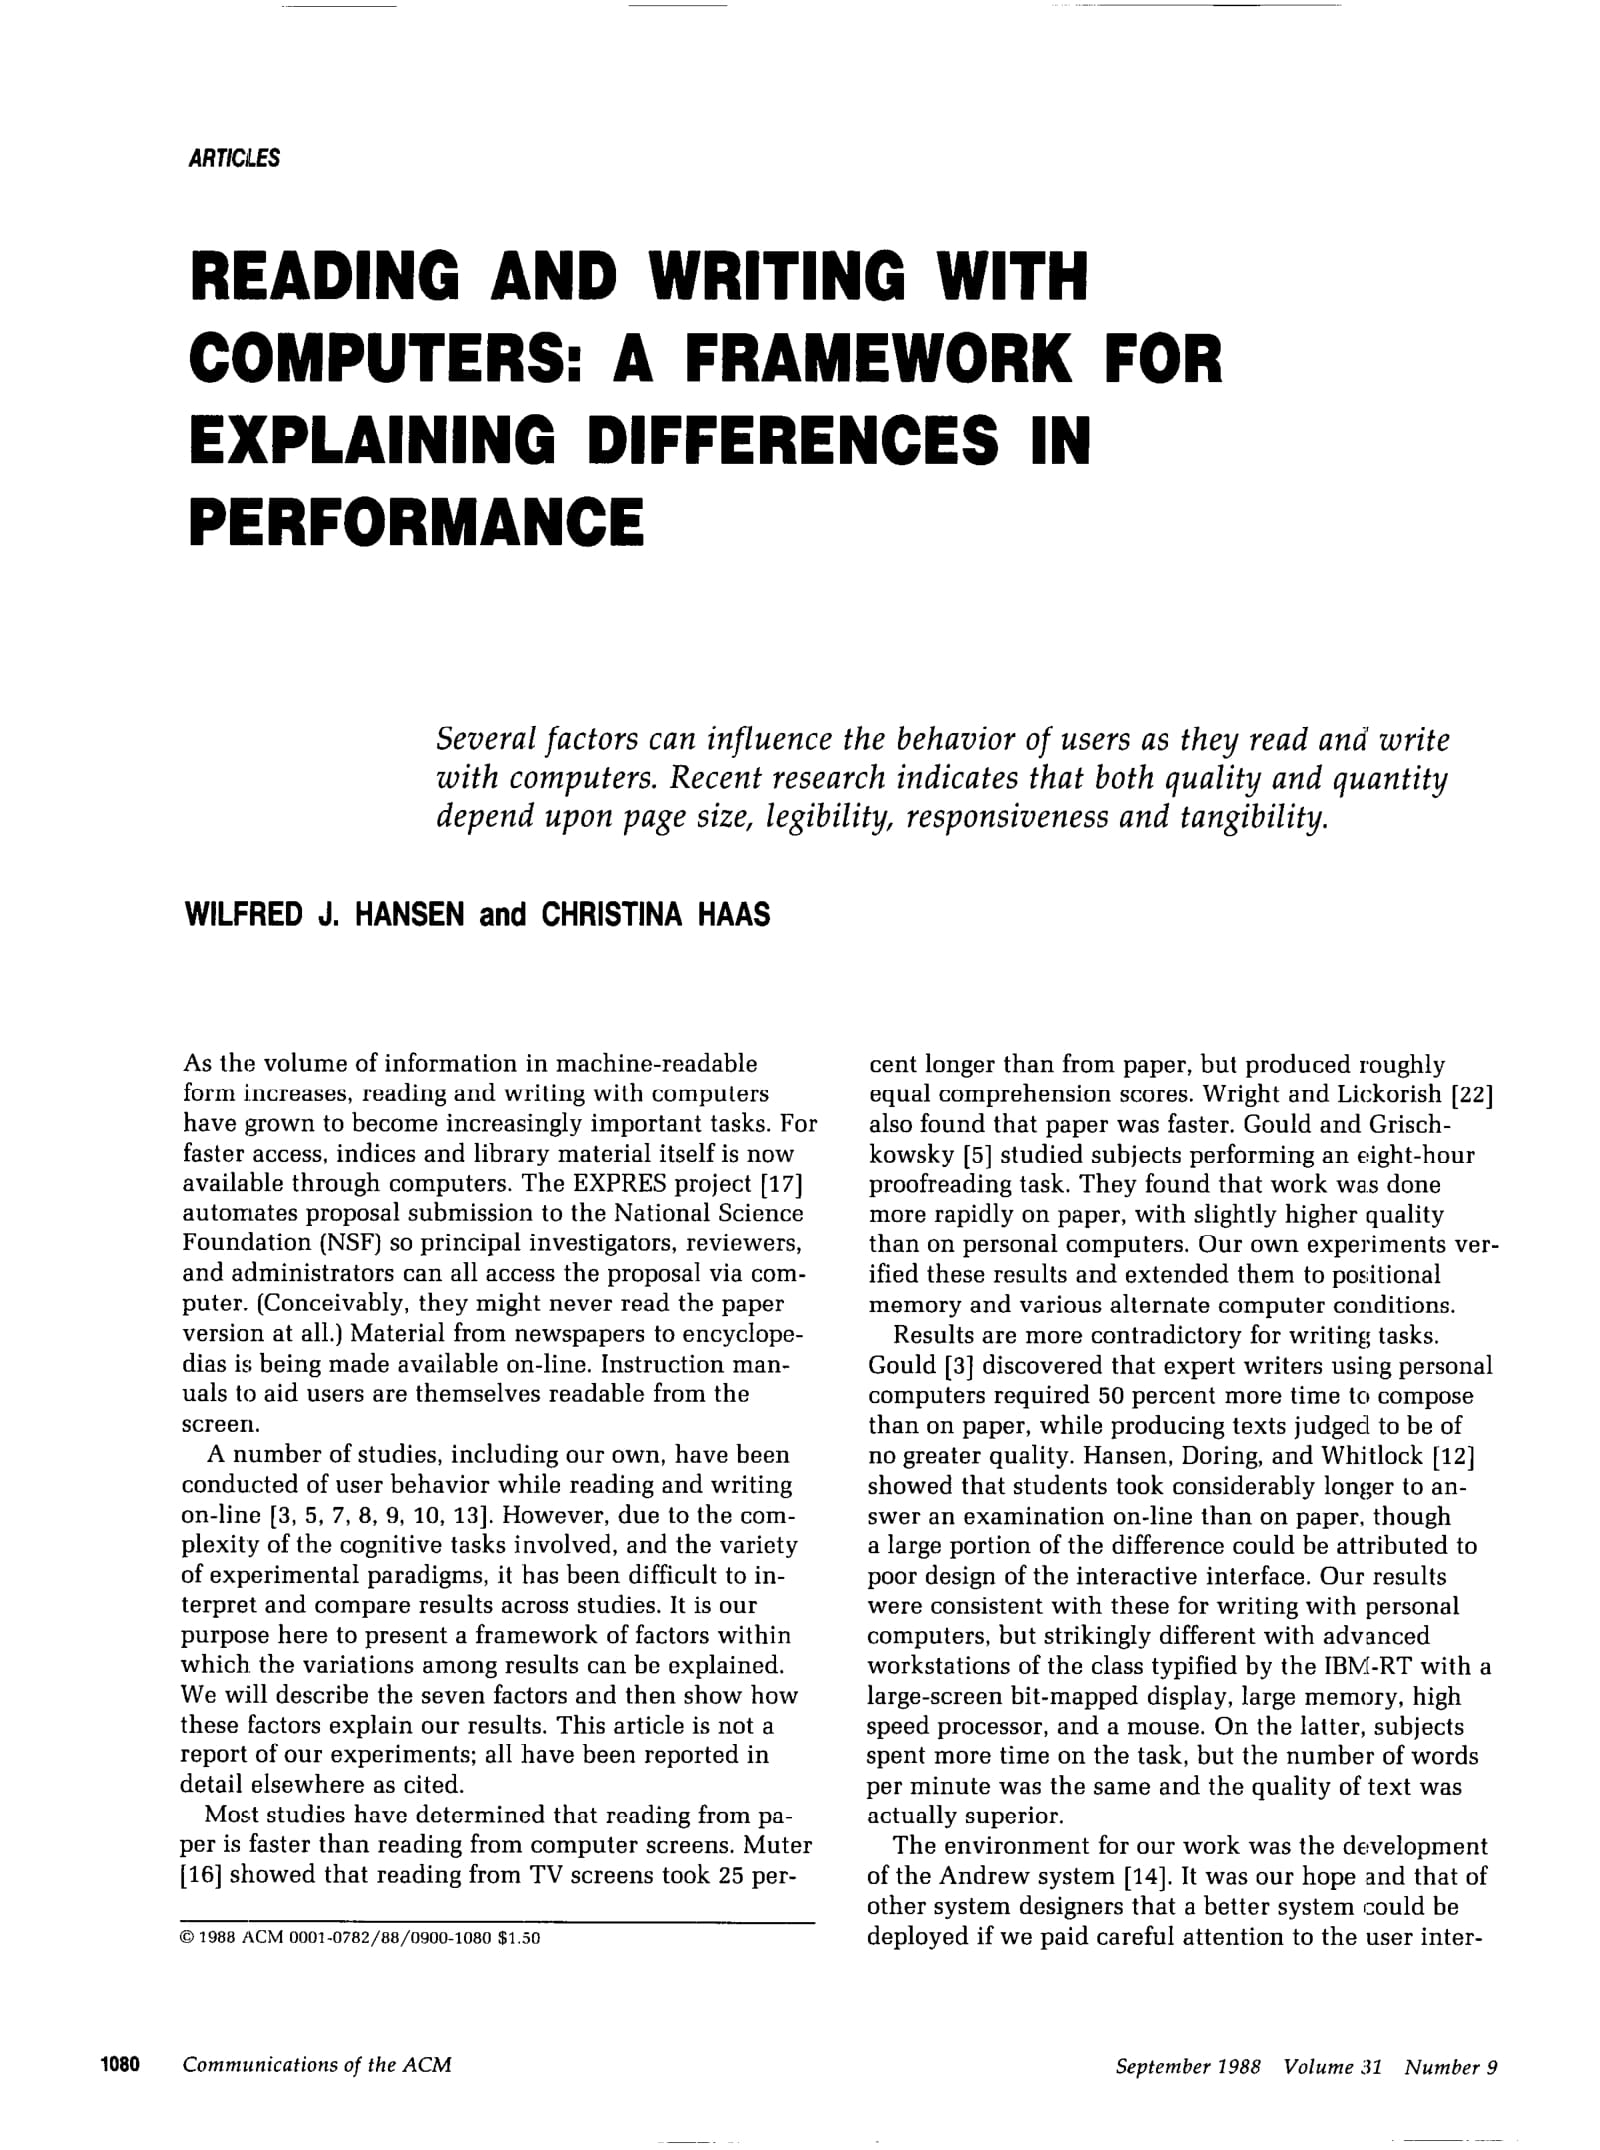 ARTICLES
READING AND WRITING WITH
COMPUTERS: A FRAMEWORK FOR
EXPLAINING DIFFERENCES IN
PERFORMANCE
Several factors can influence the behavior of users as they read and write
with computers. Recent research indicates that both quality and quantity
depend upon page size, legibility, responsiveness and tangibility.
WILFRED J. HANSEN and CHRISTINA HAAS
As the volume of information in machine-readable
form increases, reading and writing with computers
have grown to become increasingly important tasks. For
faster access, indices and library material itself is now
available through computers. The EXPRES project [17]
automates proposal submission to the National Science
Foundation (NSF) so principal investigators, reviewers,
and administrators can all access the proposal via com-
puter. (Conceivably, they might never read the paper
version at all.) Material from newspapers to encyclope-
dias is being made available on-line. Instruction man-
uals to aid users are themselves readable from the
screen.
A number of studies, including our own, have been
conducted of user behavior while reading and writing
on-line [3, 5, 7, 8, 9, 10, 13]. However, due to the com-
plexity of the cognitive tasks involved, and the variety
of experimental paradigms, it has been difficult to in-
terpret and compare results across studies. It is our
purpose here to present a framework of factors within
which the variations among results can be explained.
We will describe the seven factors and then show how
these factors explain our results. This article is not a
report of our experiments; all have been reported in
detail elsewhere as cited.
Most studies have determined that reading from pa-
per is faster than reading from computer screens. Muter
[16] showed that reading from TV screens took 25 per-
© 1988 ACM 0001-0782/88/0900-1080 $1.50
cent longer than from paper, but produced roughly
equal comprehension scores. Wright and Lickorish [22]
also found that paper was faster. Gould and Grisch-
kowsky [5] studied subjects performing an eight-hour
proofreading task. They found that work was done
more rapidly on paper, with slightly higher quality
than on personal computers. Our own experiments ver-
ified these results and extended them to positional
memory and various alternate computer conditions.
Results are more contradictory for writing tasks.
Gould [3] discovered that expert writers using personal
computers required 50 percent more time to compose
than on paper, while producing texts judged to be of
no greater quality. Hansen, Doring, and Whitlock [12]
showed that students took considerably longer to an-
swer an examination on-line than on paper, though
a large portion of the difference could be attributed to
poor design of the interactive interface. Our results
were consistent with these for writing with personal
computers, but strikingly different with advanced
workstations of the class typified by the IBM-RT with a
large-screen bit-mapped display, large memory, high
speed processor, and a mouse. On the latter, subjects
spent more time on the task, but the number of words
per minute was the same and the quality of text was
actually superior.
The environment for our work was the development
of the Andrew system [14]. It was our hope and that of
other system designers that a better system could be
deployed if we paid careful attention to the user inter-
1080 Communications of the ACM
September 1988 Volume 31 Number 9